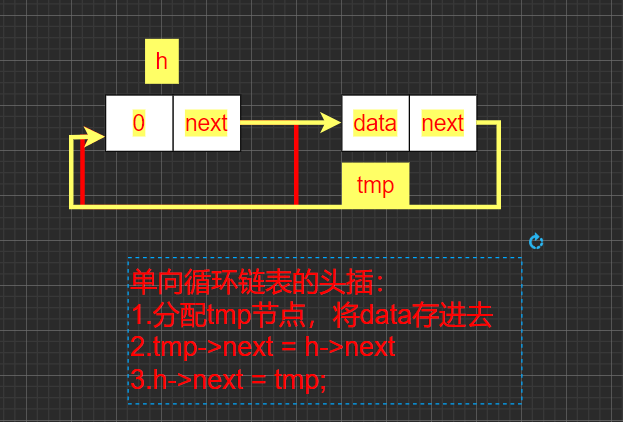 h
0 next data next
tmp
单向循环链表的头插：
1.分配tmp节点，将data存进去
2.tmp->next = h->next
3.h->next = tmp;